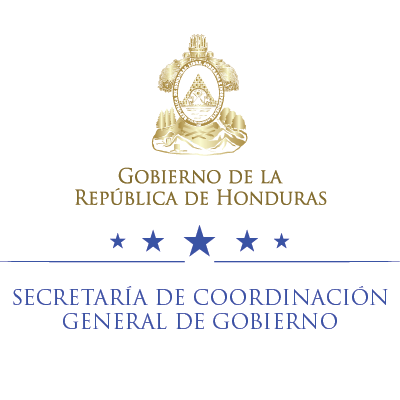 GOBIERNO DE LA
REPÚBLICA DE HONDURAS
SECRETARÍA DE COORDINACIÓN
GENERAL DE GOBIERNO